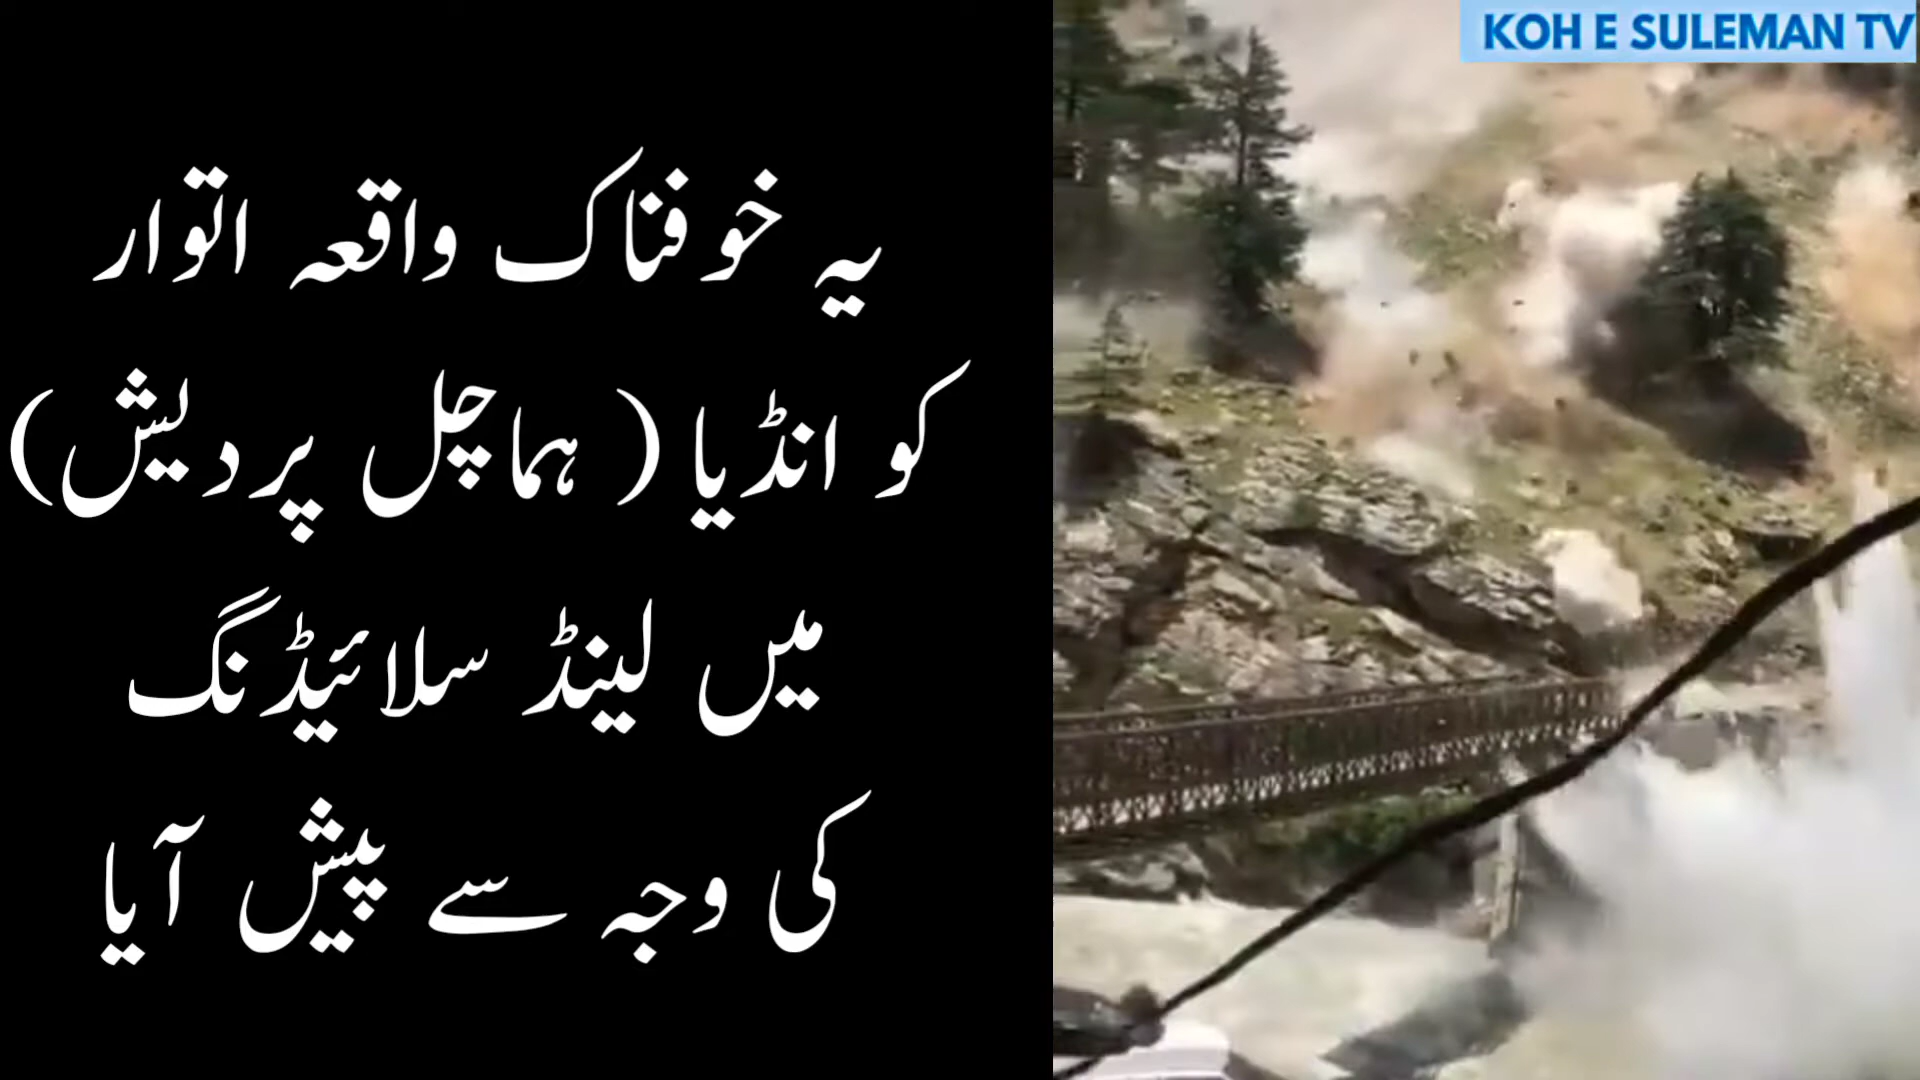 KOH E SULEMAN TV
یہ خوفناک واقعہ اتوار
کو انڈیا ( ہماچل پردیش)
میں لینڈ سلائیڈنگ
کی وجہ سے پیش آیا